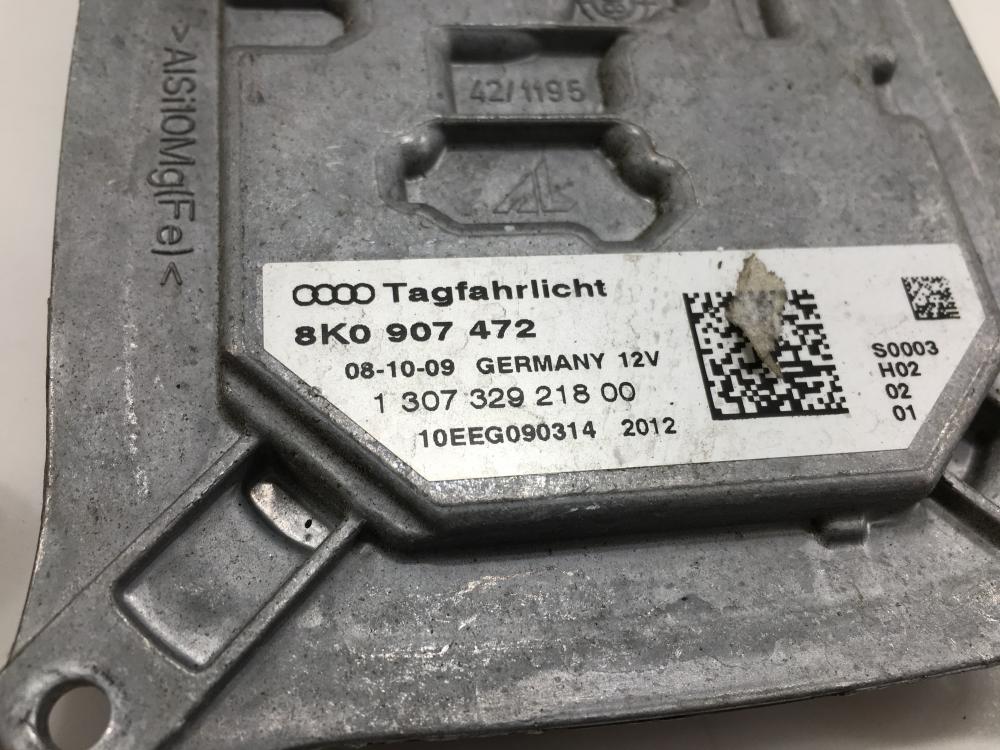 >AlSi10Mg(Fe)<
42/1195
Tagfahrlicht
8K0 907 472
08-10-09 GERMANY 12V
1 307 329 218 00
10EEG090314 2012
S0003
H02
02
01